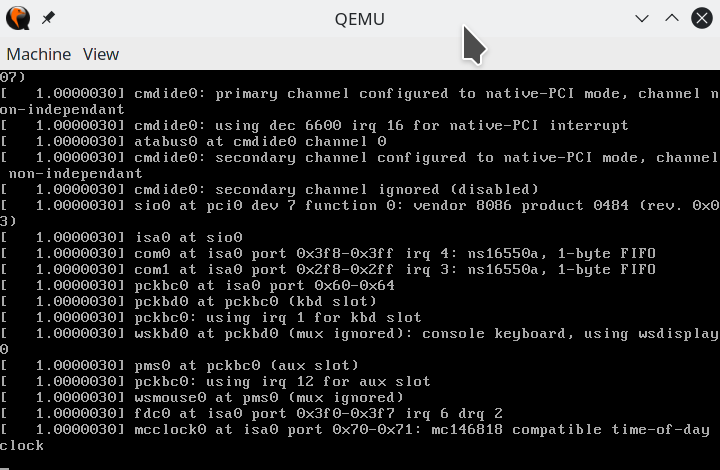 QEMU
Machine View
07)
[   1.0000030] cmdide0: primary channel configured to native-PCI mode, channel n
on-independant
[   1.0000030] cmdide0: using dec 6600 irq 16 for native-PCI interrupt
[   1.0000030] atabus0 at cmdide0 channel 0
[   1.0000030] cmdide0: secondary channel configured to native-PCI mode, channel
 non-independant
[   1.0000030] cmdide0: secondary channel ignored (disabled)
[   1.0000030] sio0 at pci0 dev 7 function 0: vendor 8086 product 0484 (rev. 0x0
3)
[   1.0000030] isa0 at sio0
[   1.0000030] com0 at isa0 port 0x3f8-0x3ff irq 4: ns16550a, 1-byte FIFO
[   1.0000030] com1 at isa0 port 0x2f8-0x2ff irq 3: ns16550a, 1-byte FIFO
[   1.0000030] pckbc0 at isa0 port 0x60-0x64
[   1.0000030] pckbd0 at pckbc0 (kbd slot)
[   1.0000030] pckbc0: using irq 1 for kbd slot
[   1.0000030] wskbd0 at pckbd0 (mux ignored): console keyboard, using wsdisplay
0
[   1.0000030] pms0 at pckbc0 (aux slot)
[   1.0000030] pckbc0: using irq 12 for aux slot
[   1.0000030] wsmouse0 at pms0 (mux ignored)
[   1.0000030] fdc0 at isa0 port 0x3f0-0x3f7 irq 6 drq 2
[   1.0000030] mcclock0 at isa0 port 0x70-0x71: mc146818 compatible time-of-day
clock